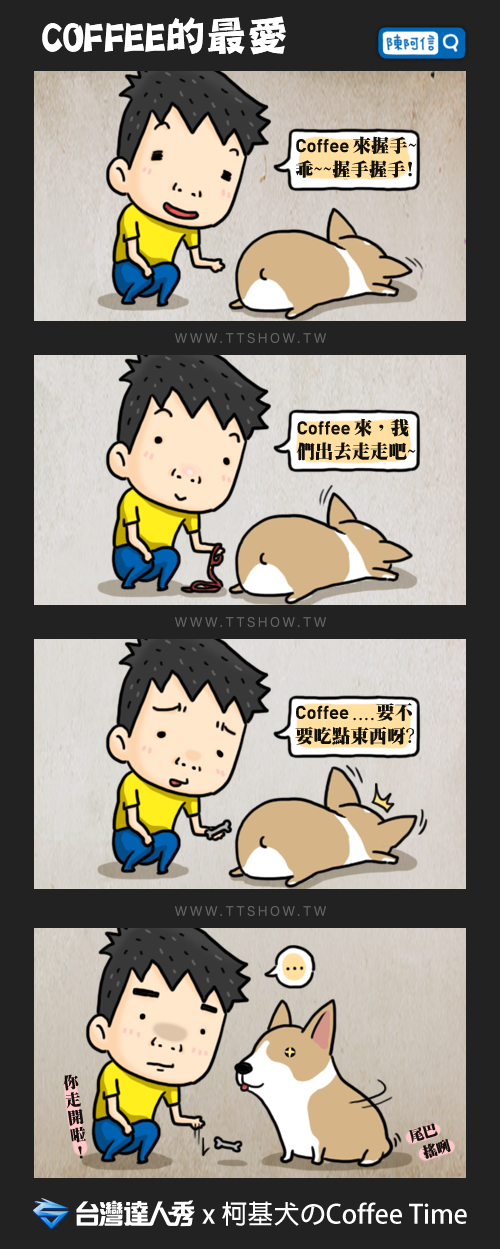 COFFEE的最愛
陳阿信
Coffee 來握手~
乖~~握手握手!
WWW.TTSHOW.TW
Coffee 來，我
們出去走走吧~
WWW.TTSHOW.TW
Coffee ....要不
要吃點東西呀?
WWW.TTSHOW.TW
...
你走開啦！
尾巴
搖啊
台灣達人秀 x 柯基犬のCoffee Time